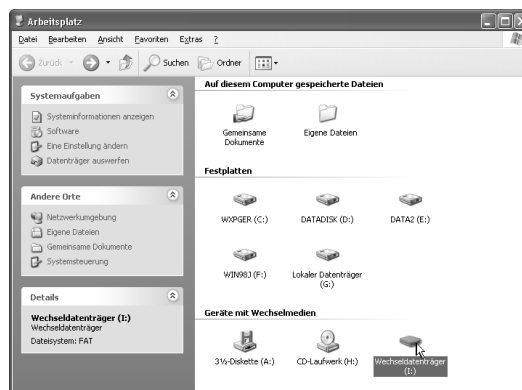 Arbeitsplatz
Datei Bearbeiten Ansicht Favoriten Extras ?
Zurück Suchen Ordner
Systemaufgaben
Systeminformationen anzeigen
Software
Eine Einstellung ändern
Datenträger auswerfen
Andere Orte
Netzwerkumgebung
Eigene Dateien
Gemeinsame Dokumente
Systemsteuerung
Details
Wechseldatenträger (I:)
Wechseldatenträger
Dateisystem: FAT
Auf diesem Computer gespeicherte Dateien
Gemeinsame Dokumente
Eigene Dateien
Festplatten
WXPGER (C:)
DATADISK (D:)
DATA2 (E:)
WIN98J (F:)
Lokaler Datenträger
(G:)
Geräte mit Wechselmedien
3½-Diskette (A:)
CD-Laufwerk (H:)
Wechseldatenträger
(I:)